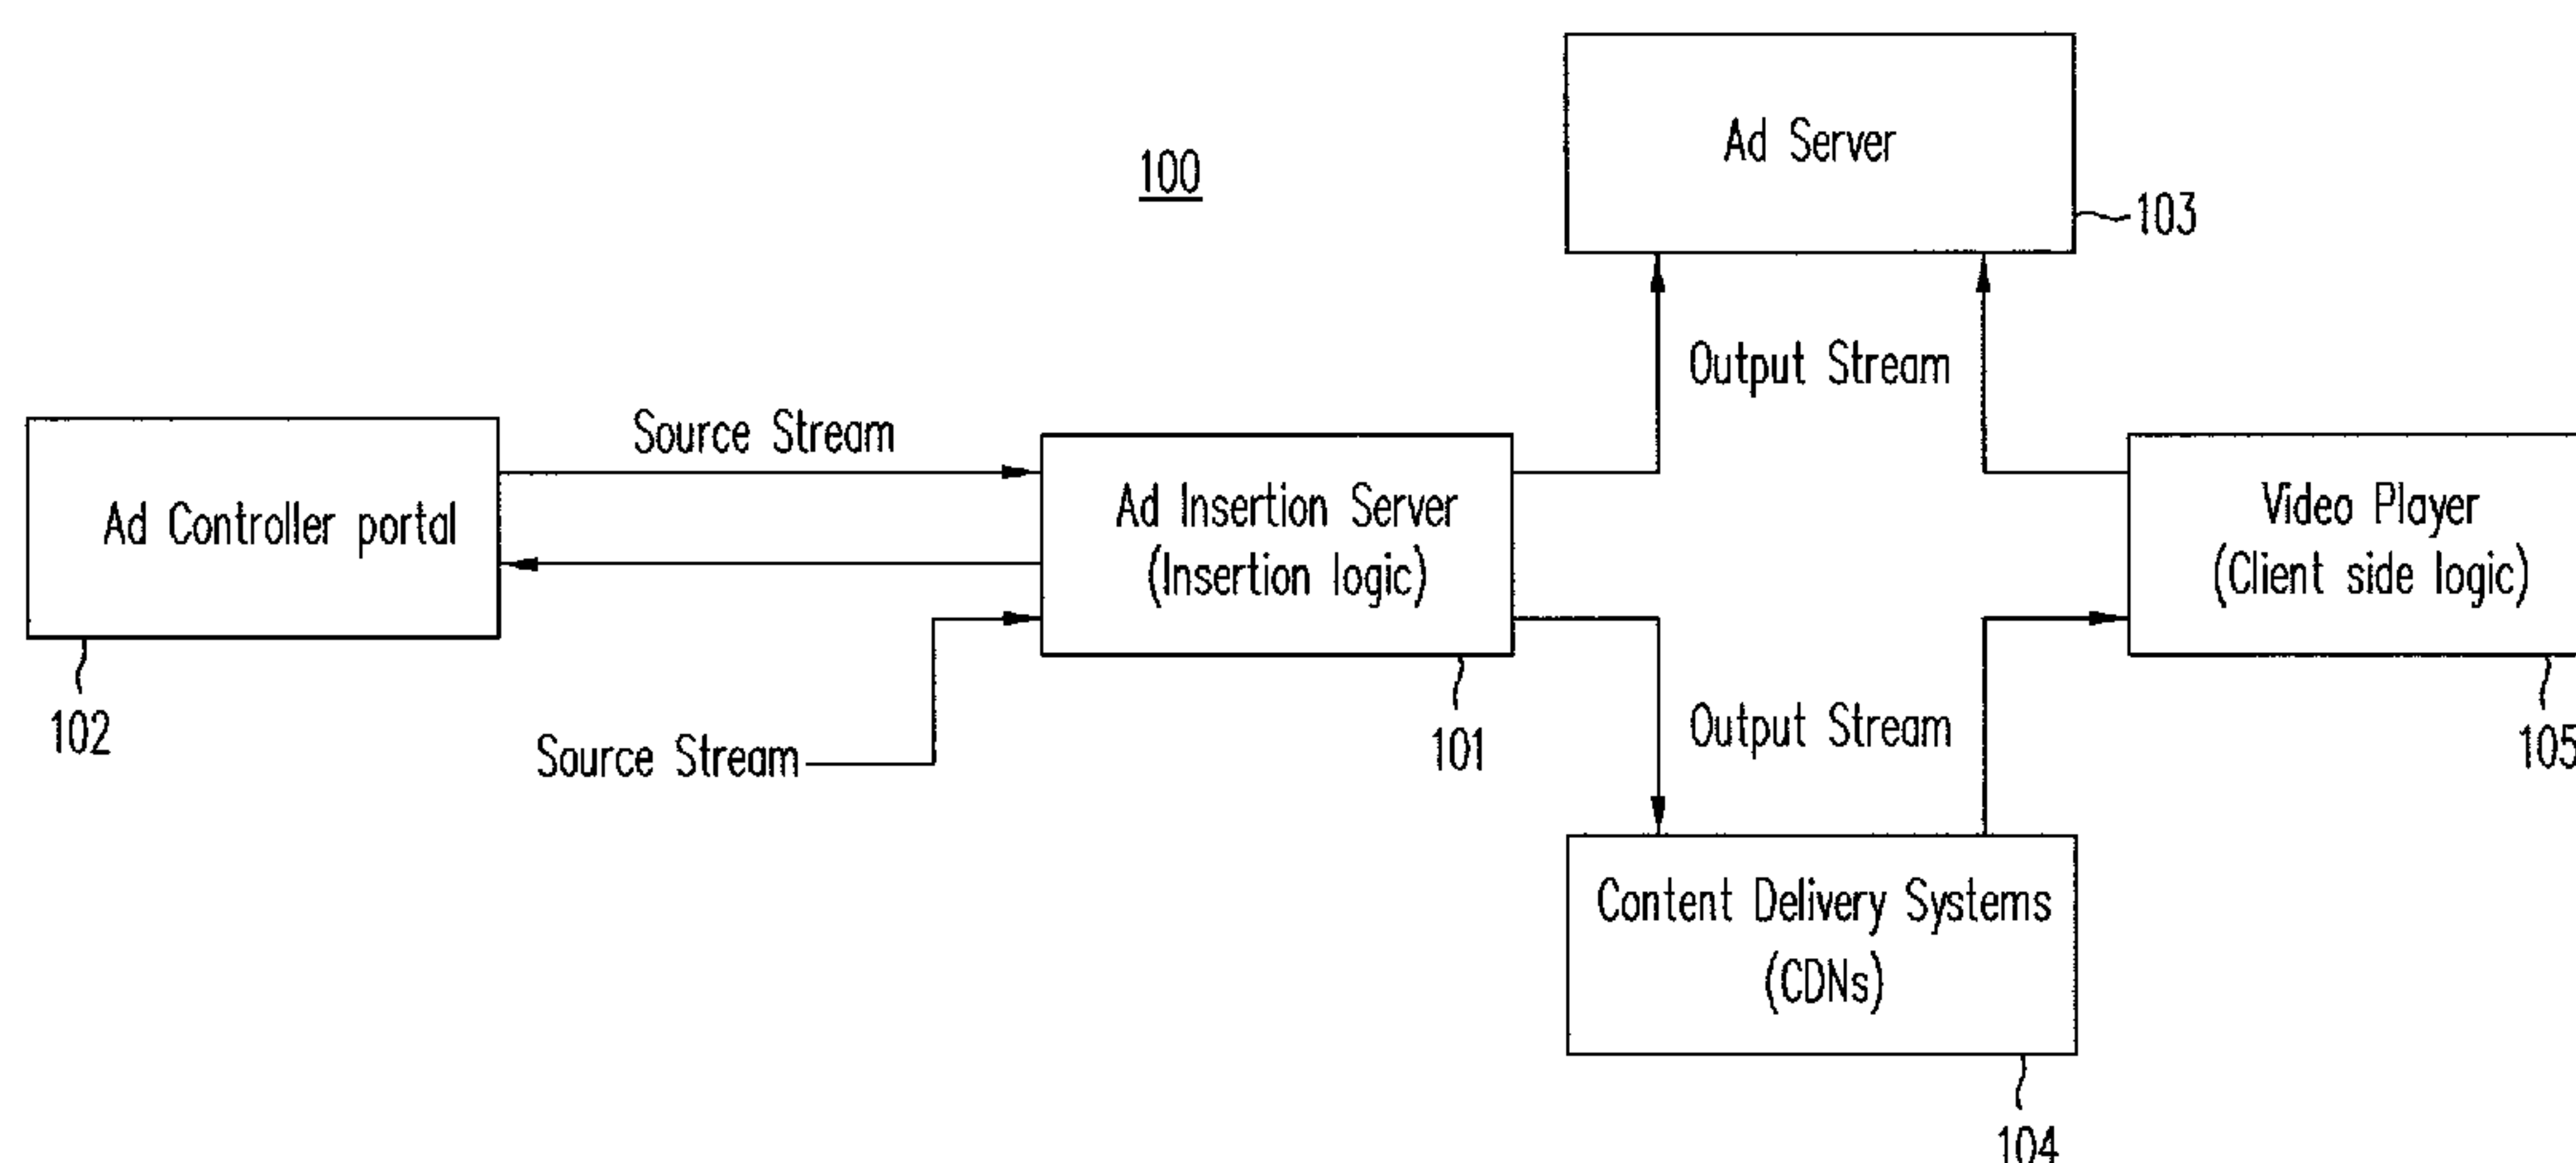 100
Ad Server
103
Output Stream
Source Stream
Ad Controller portal
102
Ad Insertion Server
(Insertion logic)
101
Source Stream
Video Player
(Client side logic)
105
Output Stream
Content Delivery Systems
(CDNs)
104